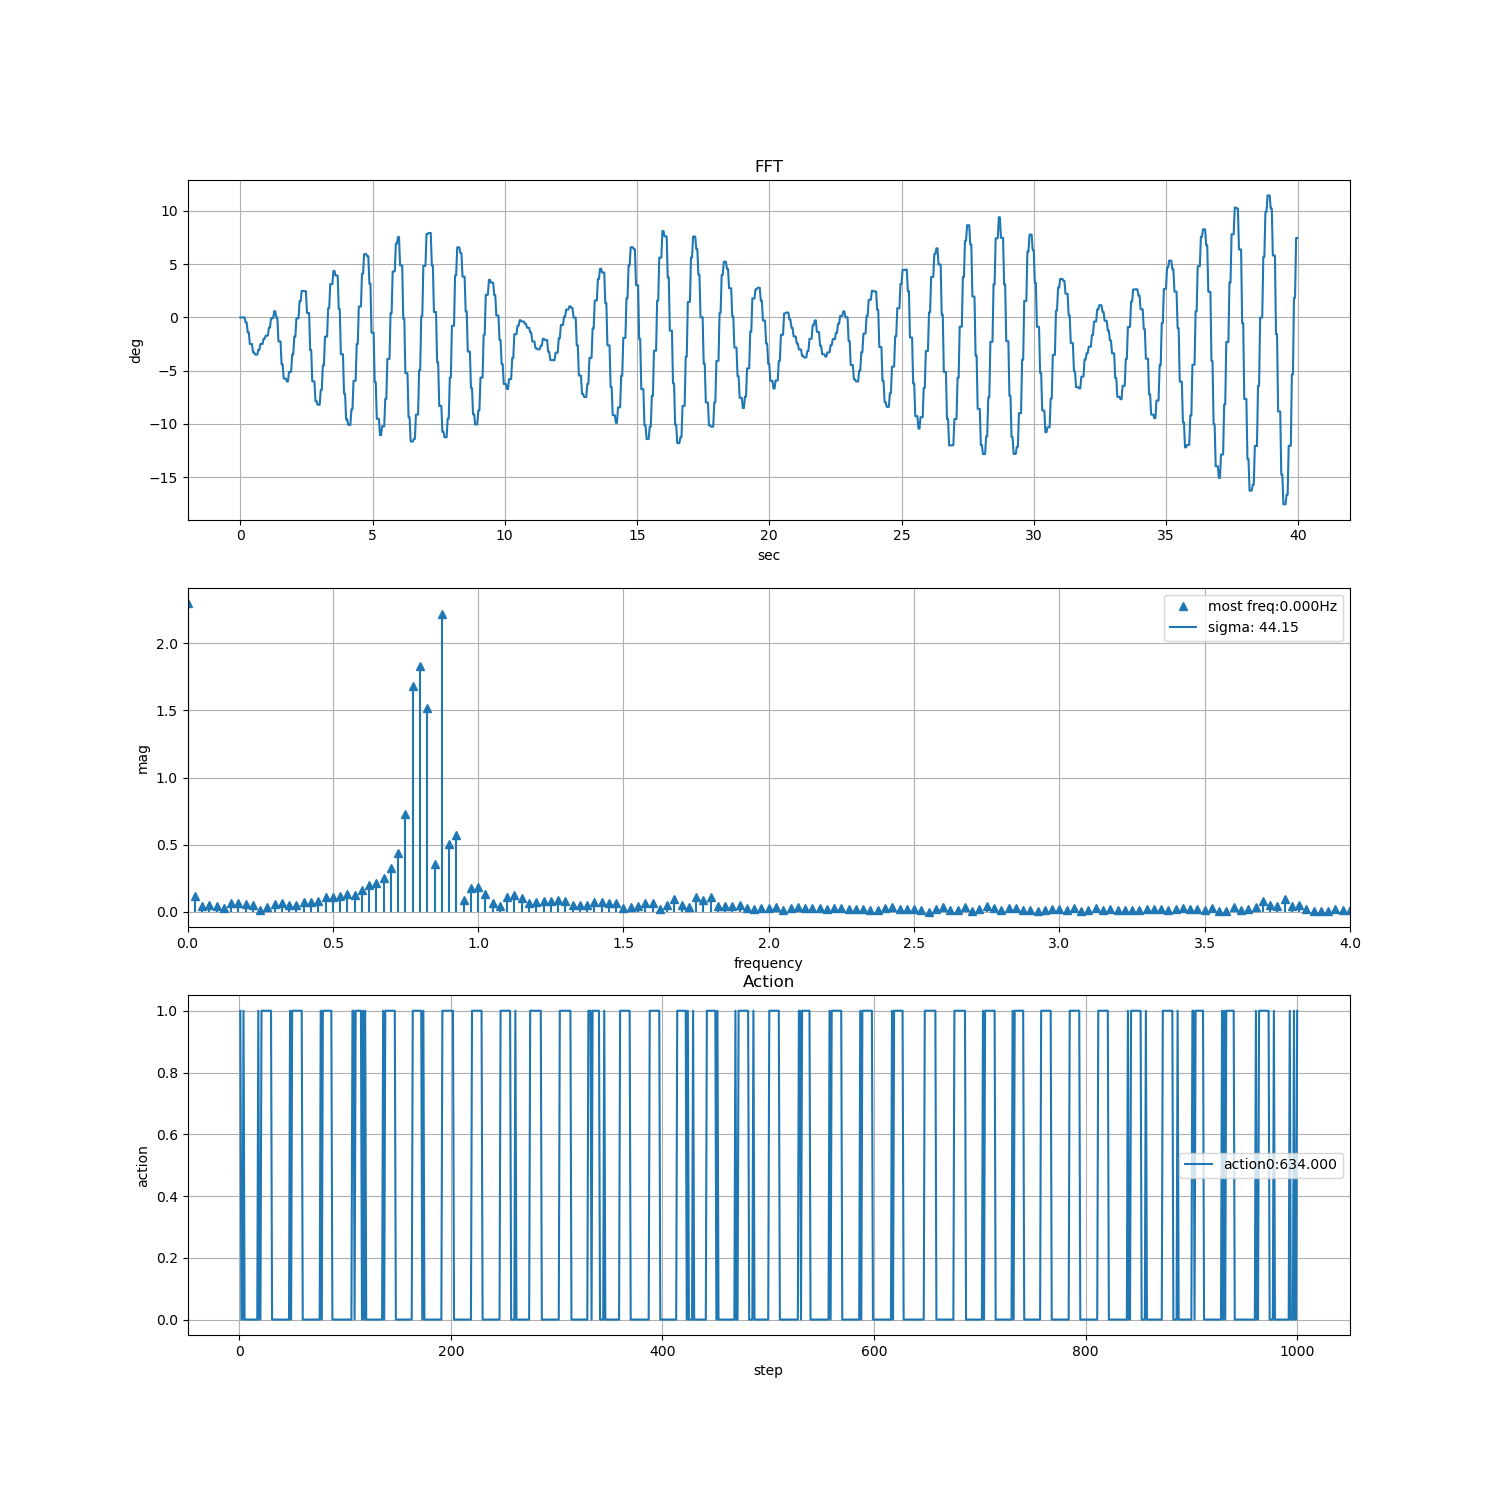 FFT
10
5
0
−5
−10
−15
deg
0 5 10 15 20 25 30 35 40
sec
most freq:0.000Hz
sigma: 44.15
2.0
1.5
1.0
0.5
0.0
mag
0.0 0.5 1.0 1.5 2.0 2.5 3.0 3.5 4.0
frequency
Action
1.0
0.8
0.6
0.4
0.2
0.0
action
action0:634.000
0 200 400 600 800 1000
step